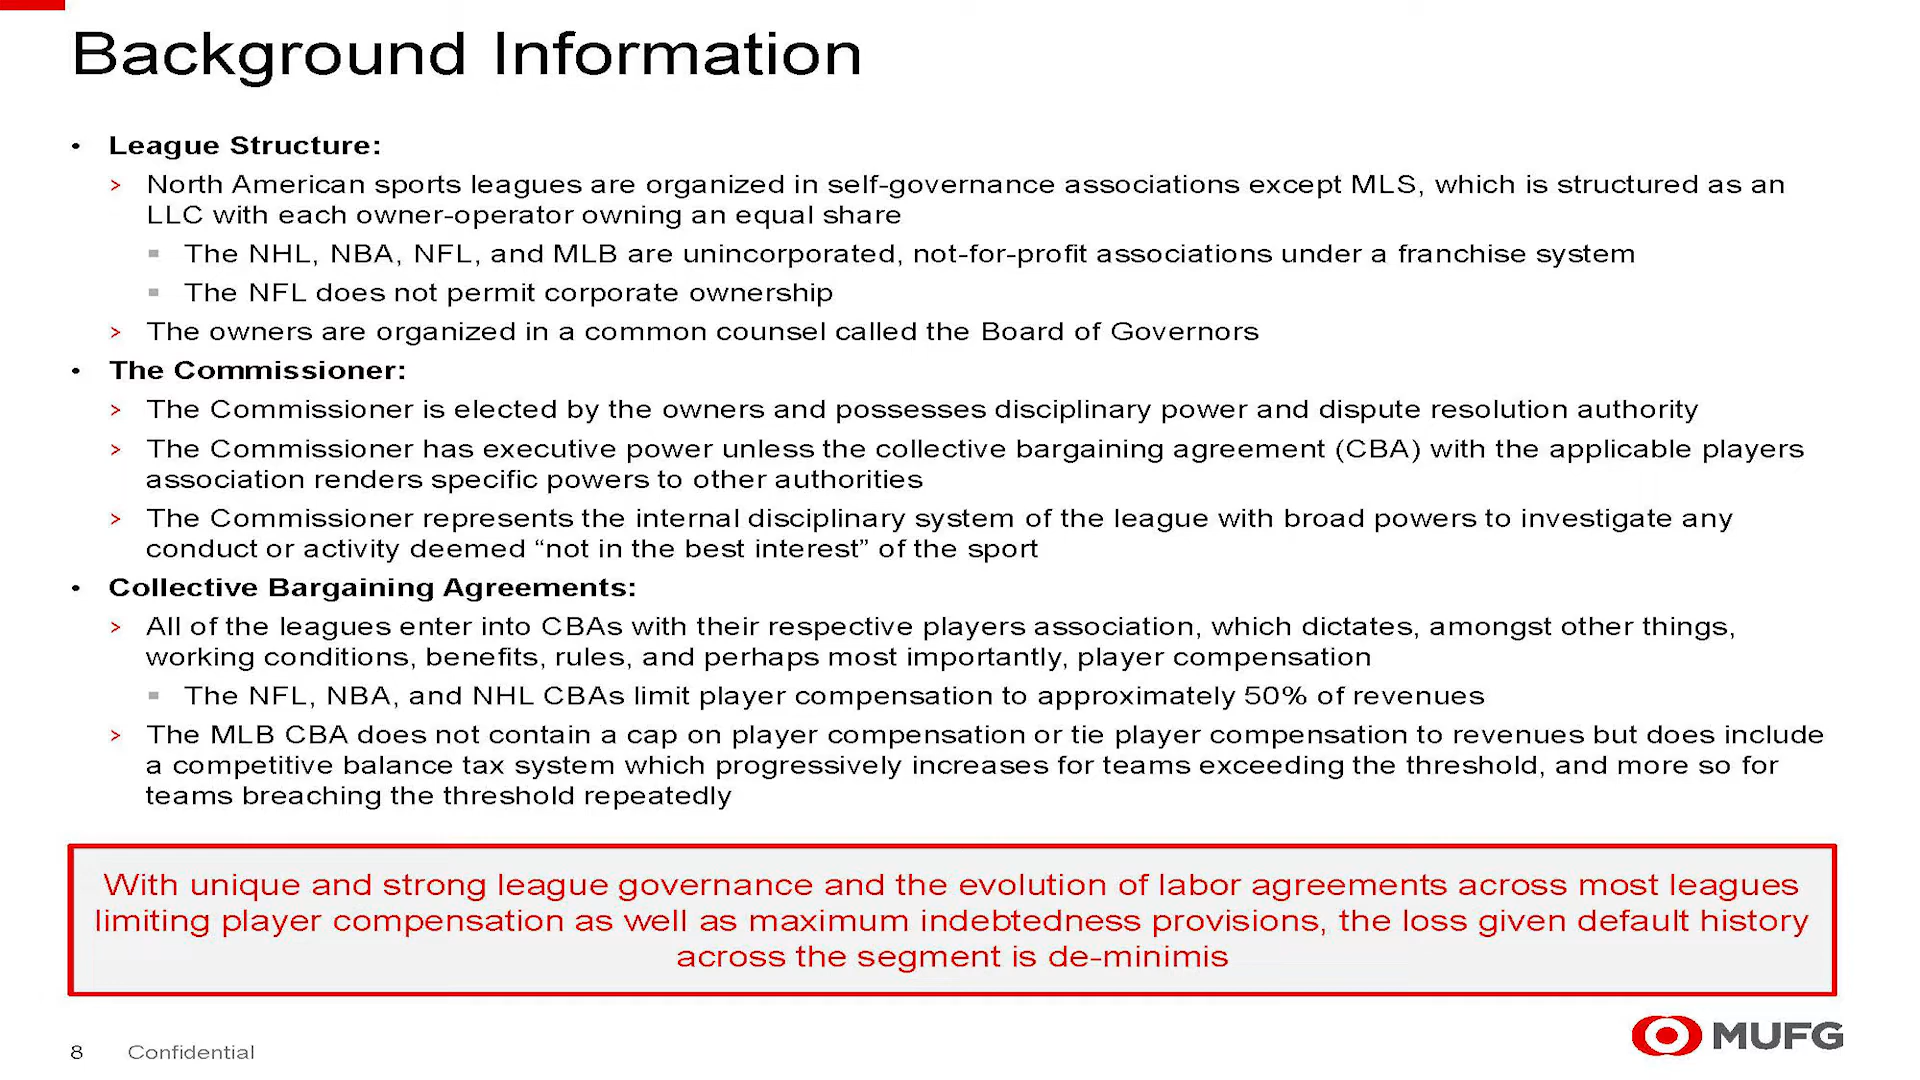 Background Information
• League Structure:
> North American sports leagues are organized in self-governance associations except MLS, which is structured as an
LLC with each owner-operator owning an equal share
▪ The NHL, NBA, NFL, and MLB are unincorporated, not-for-profit associations under a franchise system
▪ The NFL does not permit corporate ownership
> The owners are organized in a common counsel called the Board of Governors
• The Commissioner:
> The Commissioner is elected by the owners and possesses disciplinary power and dispute resolution authority
> The Commissioner has executive power unless the collective bargaining agreement (CBA) with the applicable players
association renders specific powers to other authorities
> The Commissioner represents the internal disciplinary system of the league with broad powers to investigate any
conduct or activity deemed “not in the best interest” of the sport
• Collective Bargaining Agreements:
> All of the leagues enter into CBAs with their respective players association, which dictates, amongst other things,
working conditions, benefits, rules, and perhaps most importantly, player compensation
▪ The NFL, NBA, and NHL CBAs limit player compensation to approximately 50% of revenues
> The MLB CBA does not contain a cap on player compensation or tie player compensation to revenues but does include
a competitive balance tax system which progressively increases for teams exceeding the threshold, and more so for
teams breaching the threshold repeatedly
With unique and strong league governance and the evolution of labor agreements across most leagues
limiting player compensation as well as maximum indebtedness provisions, the loss given default history
across the segment is de-minimis
8 Confidential
MUFG